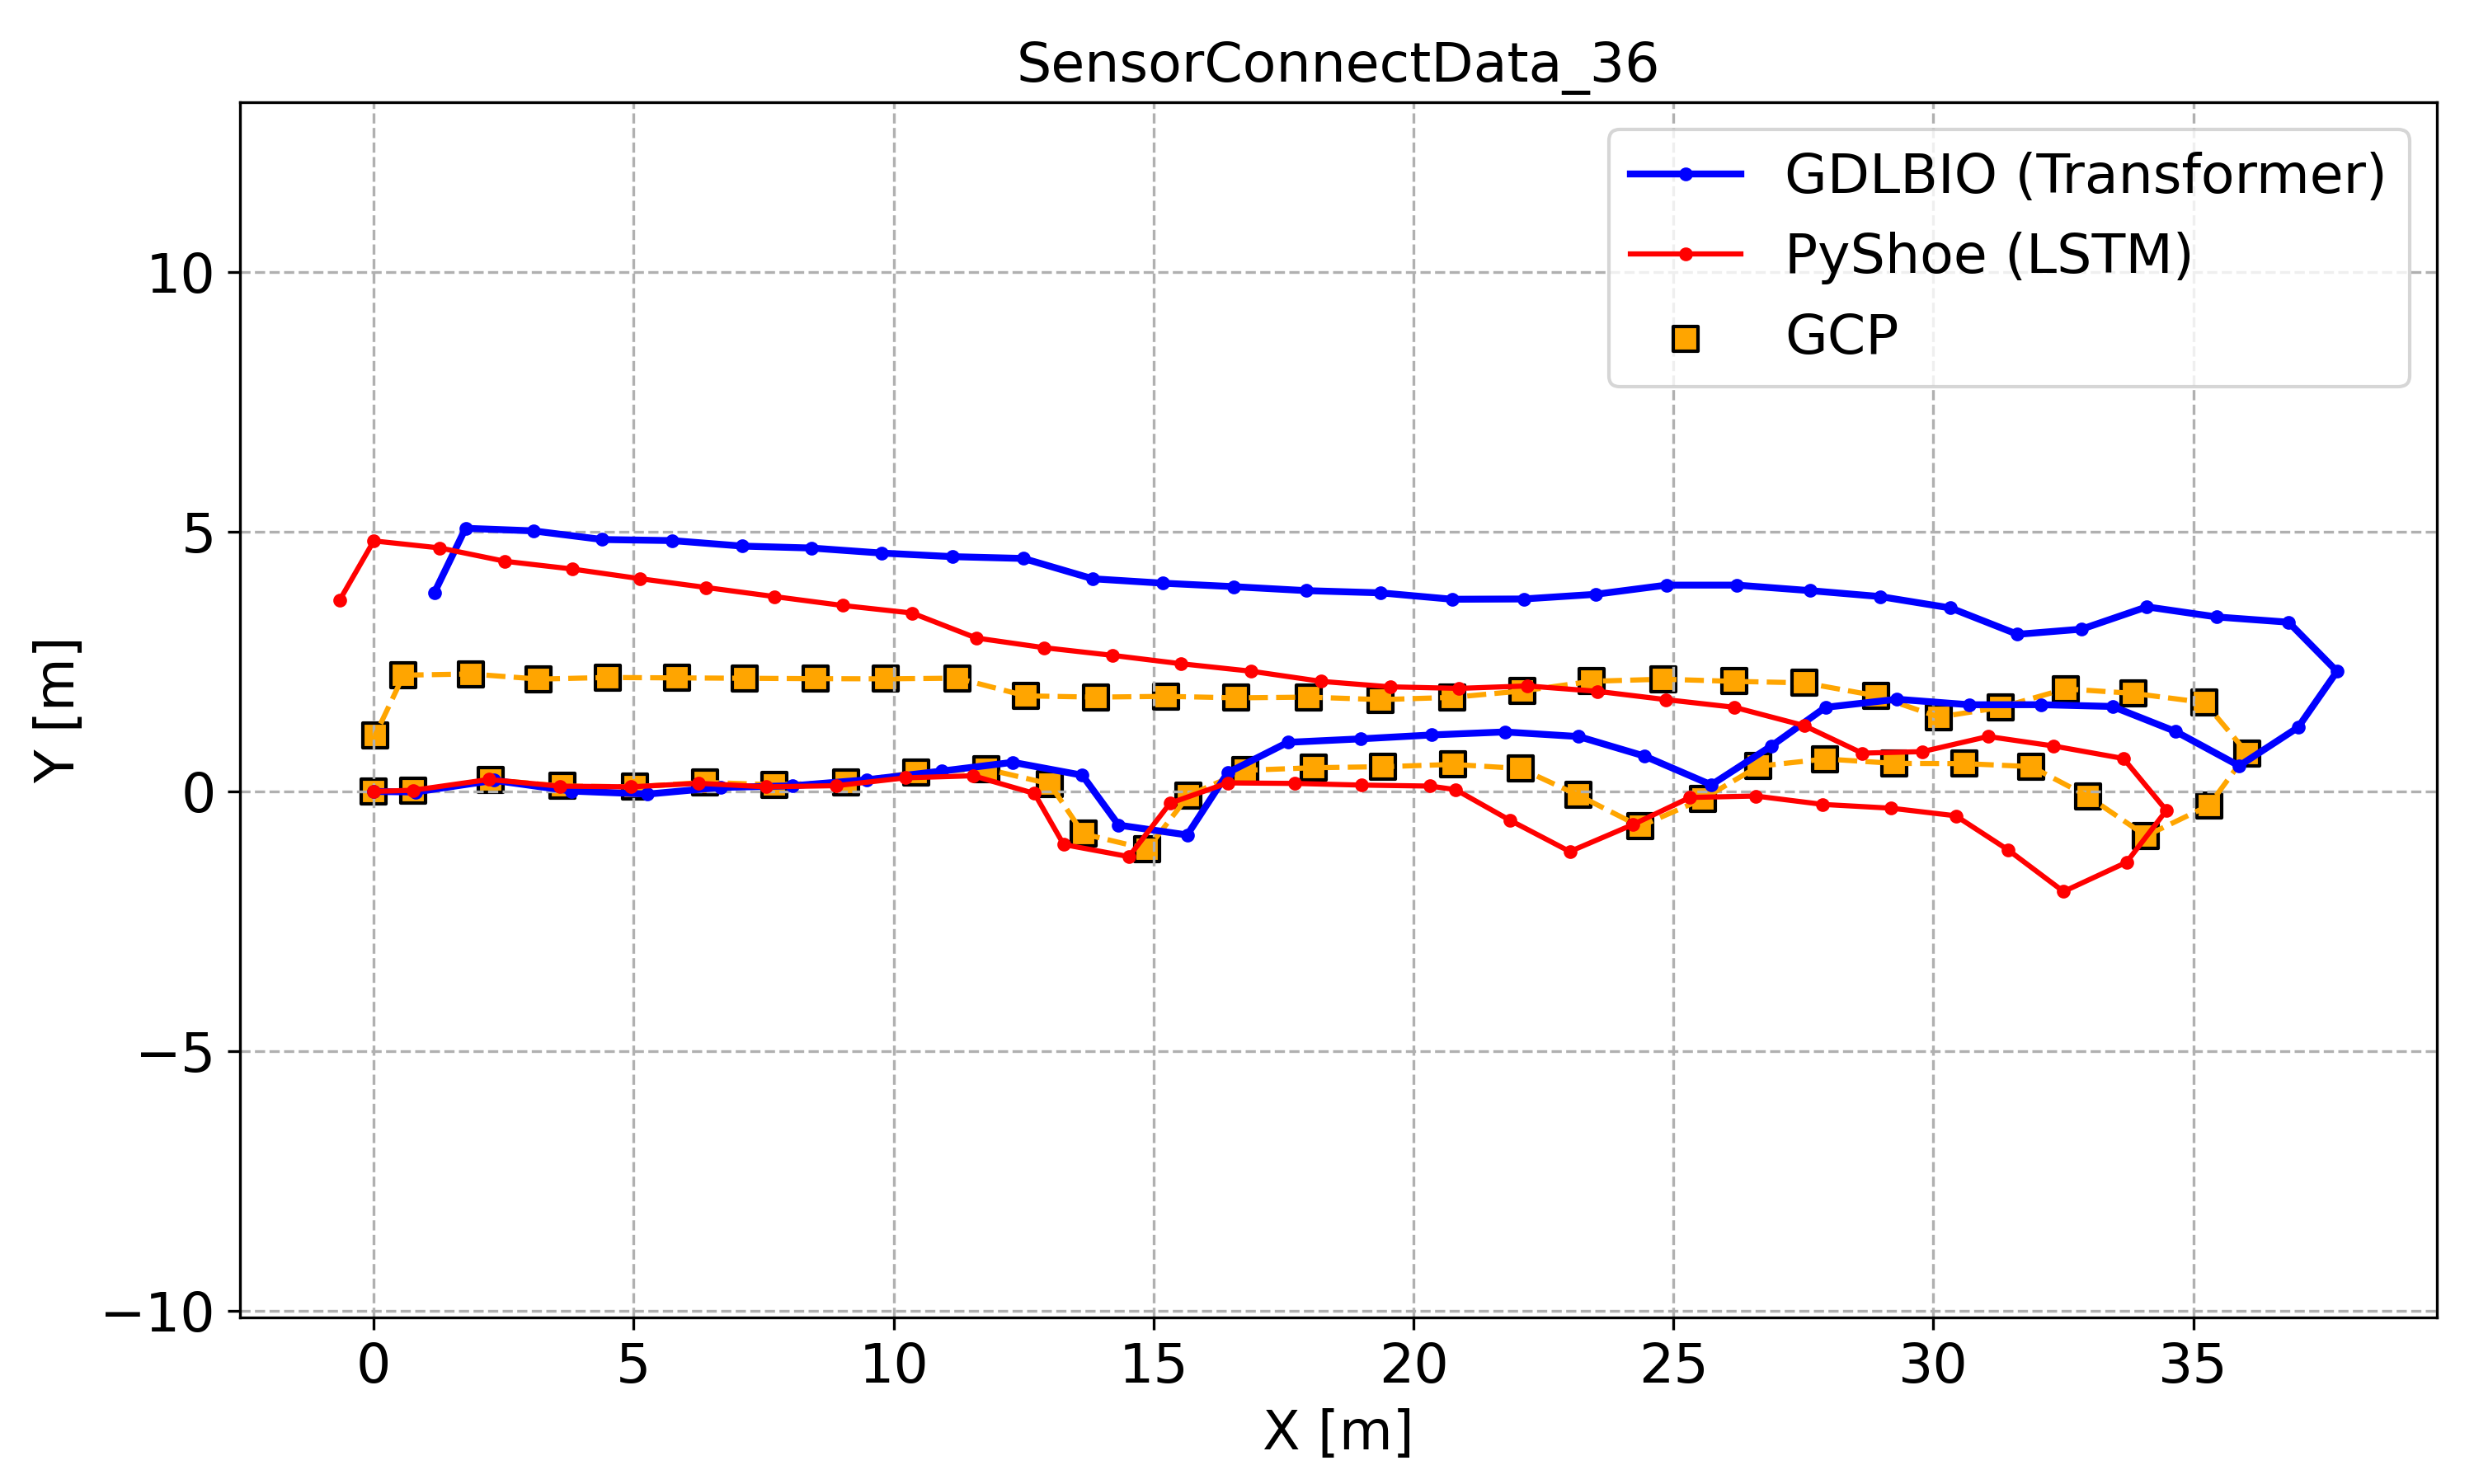 SensorConnectData_36
GDLBIO (Transformer)
PyShoe (LSTM)
GCP
Y [m]
10
5
0
−5
−10
0 5 10 15 20 25 30 35
X [m]